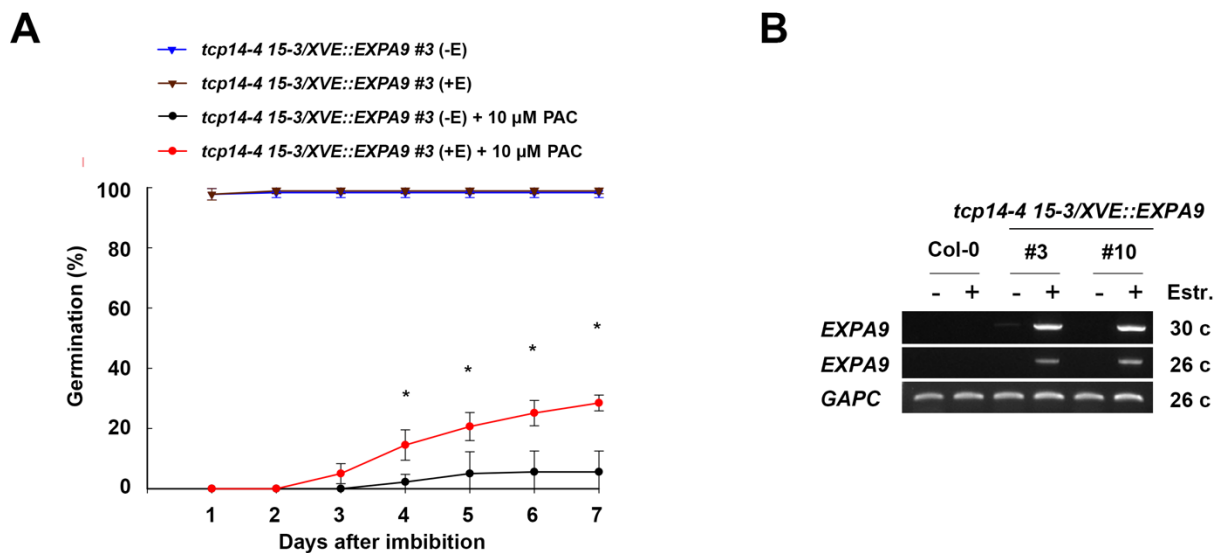 A
tcp14-4 15-3/XVE::EXPA9 #3 (-E)
tcp14-4 15-3/XVE::EXPA9 #3 (+E)
tcp14-4 15-3/XVE::EXPA9 #3 (-E) + 10 µM PAC
tcp14-4 15-3/XVE::EXPA9 #3 (+E) + 10 µM PAC
Germination (%)
100
80
60
40
20
0
* * * *
1 2 3 4 5 6 7
Days after imbibition
B
tcp14-4 15-3/XVE::EXPA9
Col-0 #3 #10
- + - + - + Estr.
EXPA9 30 c
EXPA9 26 c
GAPC 26 c